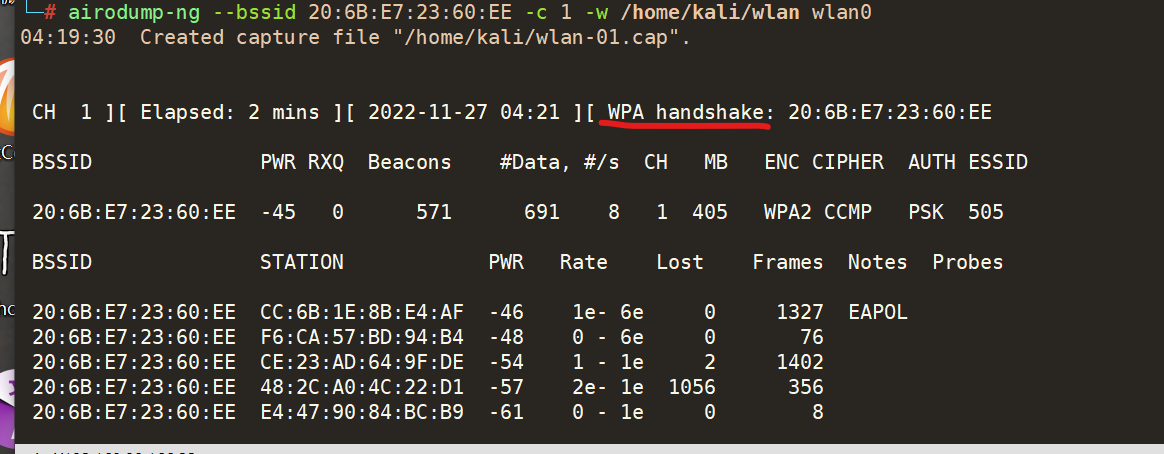 └─# airodump-ng --bssid 20:6B:E7:23:60:EE -c 1 -w /home/kali/wlan wlan0
04:19:30  Created capture file "/home/kali/wlan-01.cap".
CH  1 ][ Elapsed: 2 mins ][ 2022-11-27 04:21 ][ WPA handshake: 20:6B:E7:23:60:EE
BSSID              PWR RXQ  Beacons    #Data, #/s  CH   MB   ENC CIPHER  AUTH ESSID
20:6B:E7:23:60:EE  -45   0      571      691    8   1  405   WPA2 CCMP   PSK  505
BSSID              STATION            PWR   Rate    Lost    Frames  Notes  Probes
20:6B:E7:23:60:EE  CC:6B:1E:8B:E4:AF  -46    1e- 6e     0     1327  EAPOL
20:6B:E7:23:60:EE  F6:CA:57:BD:94:B4  -48    0 - 6e     0       76
20:6B:E7:23:60:EE  CE:23:AD:64:9F:DE  -54    1 - 1e     2     1402
20:6B:E7:23:60:EE  48:2C:A0:4C:22:D1  -57    2e- 1e  1056      356
20:6B:E7:23:60:EE  E4:47:90:84:BC:B9  -61    0 - 1e     0        8